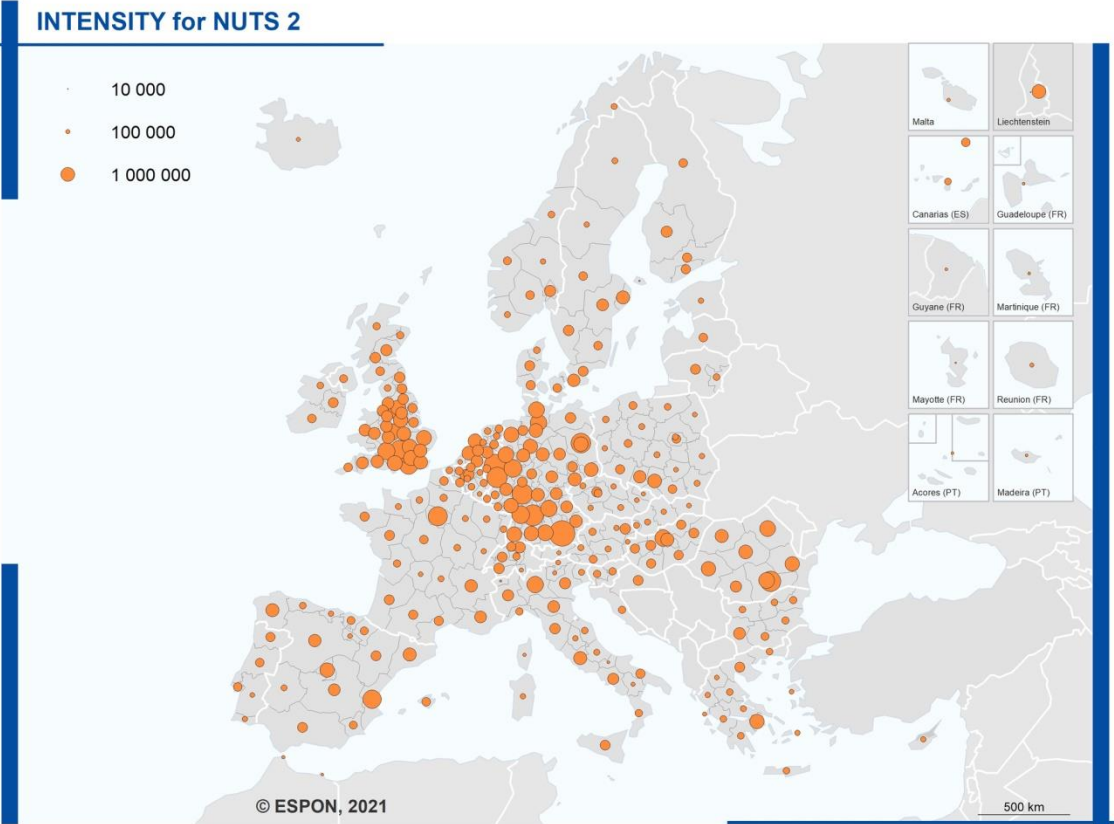 INTENSITY for NUTS 2
10 000
100 000
1 000 000
Malta
Liechtenstein
Canarias (ES)
Guadeloupe (FR)
Guyane (FR)
Martinique (FR)
Mayotte (FR)
Reunion (FR)
Acores (PT)
Madeira (PT)
© ESPON, 2021
500 km